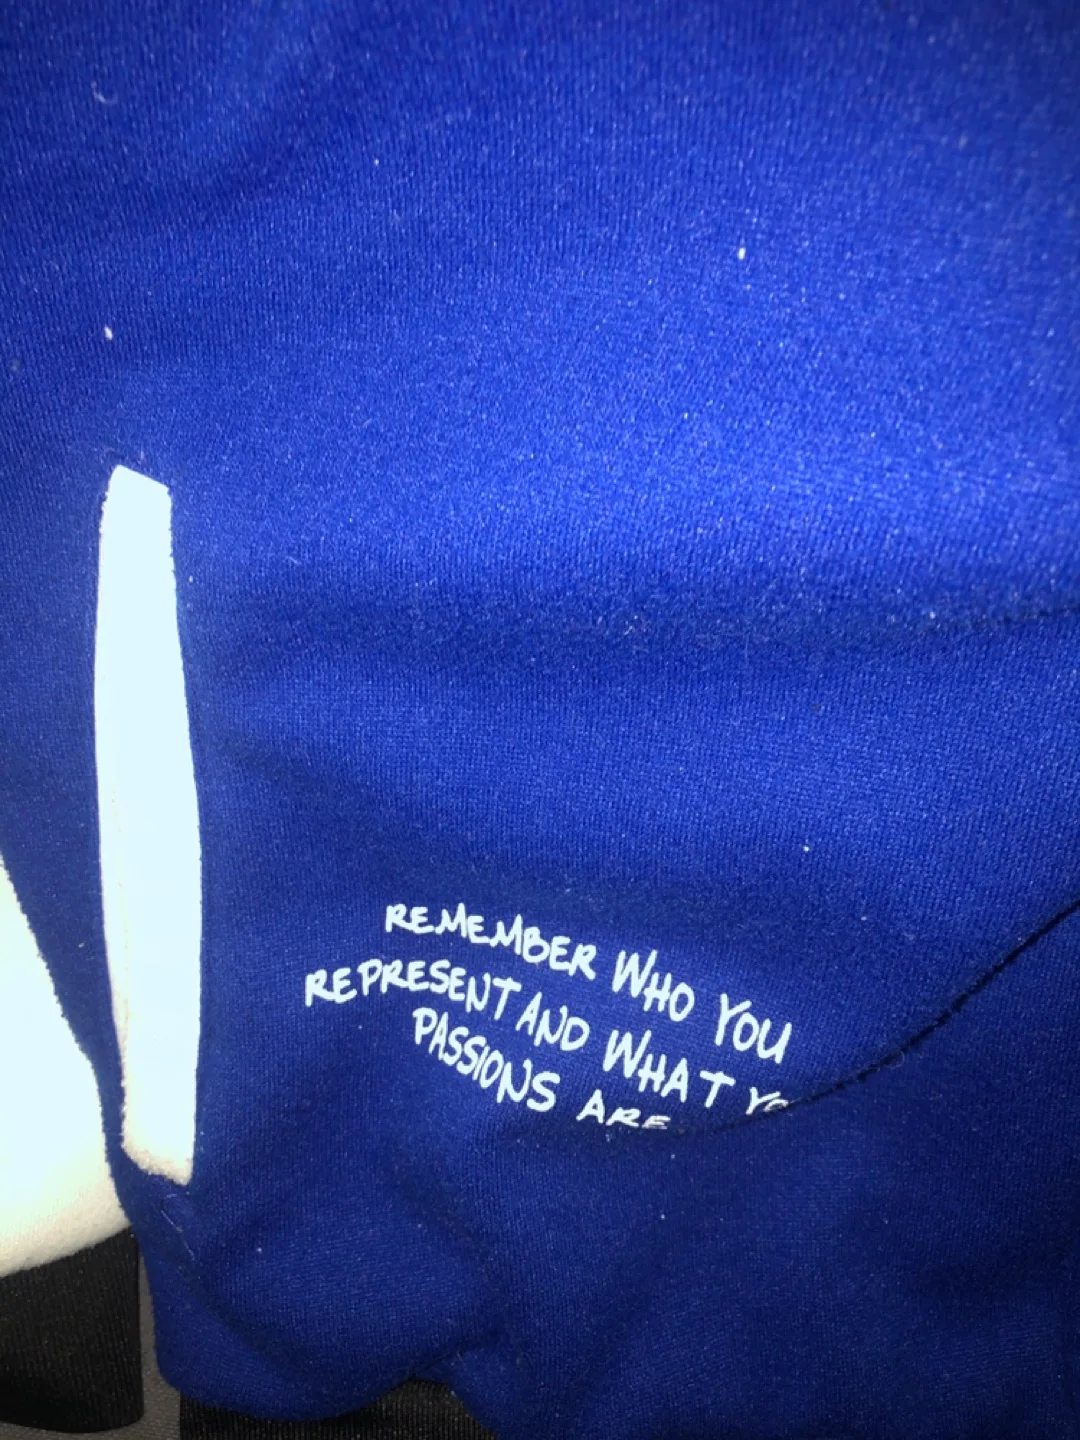 REMEMBER WHO YOU
REPRESENT AND WHAT
PASSIONS ARE